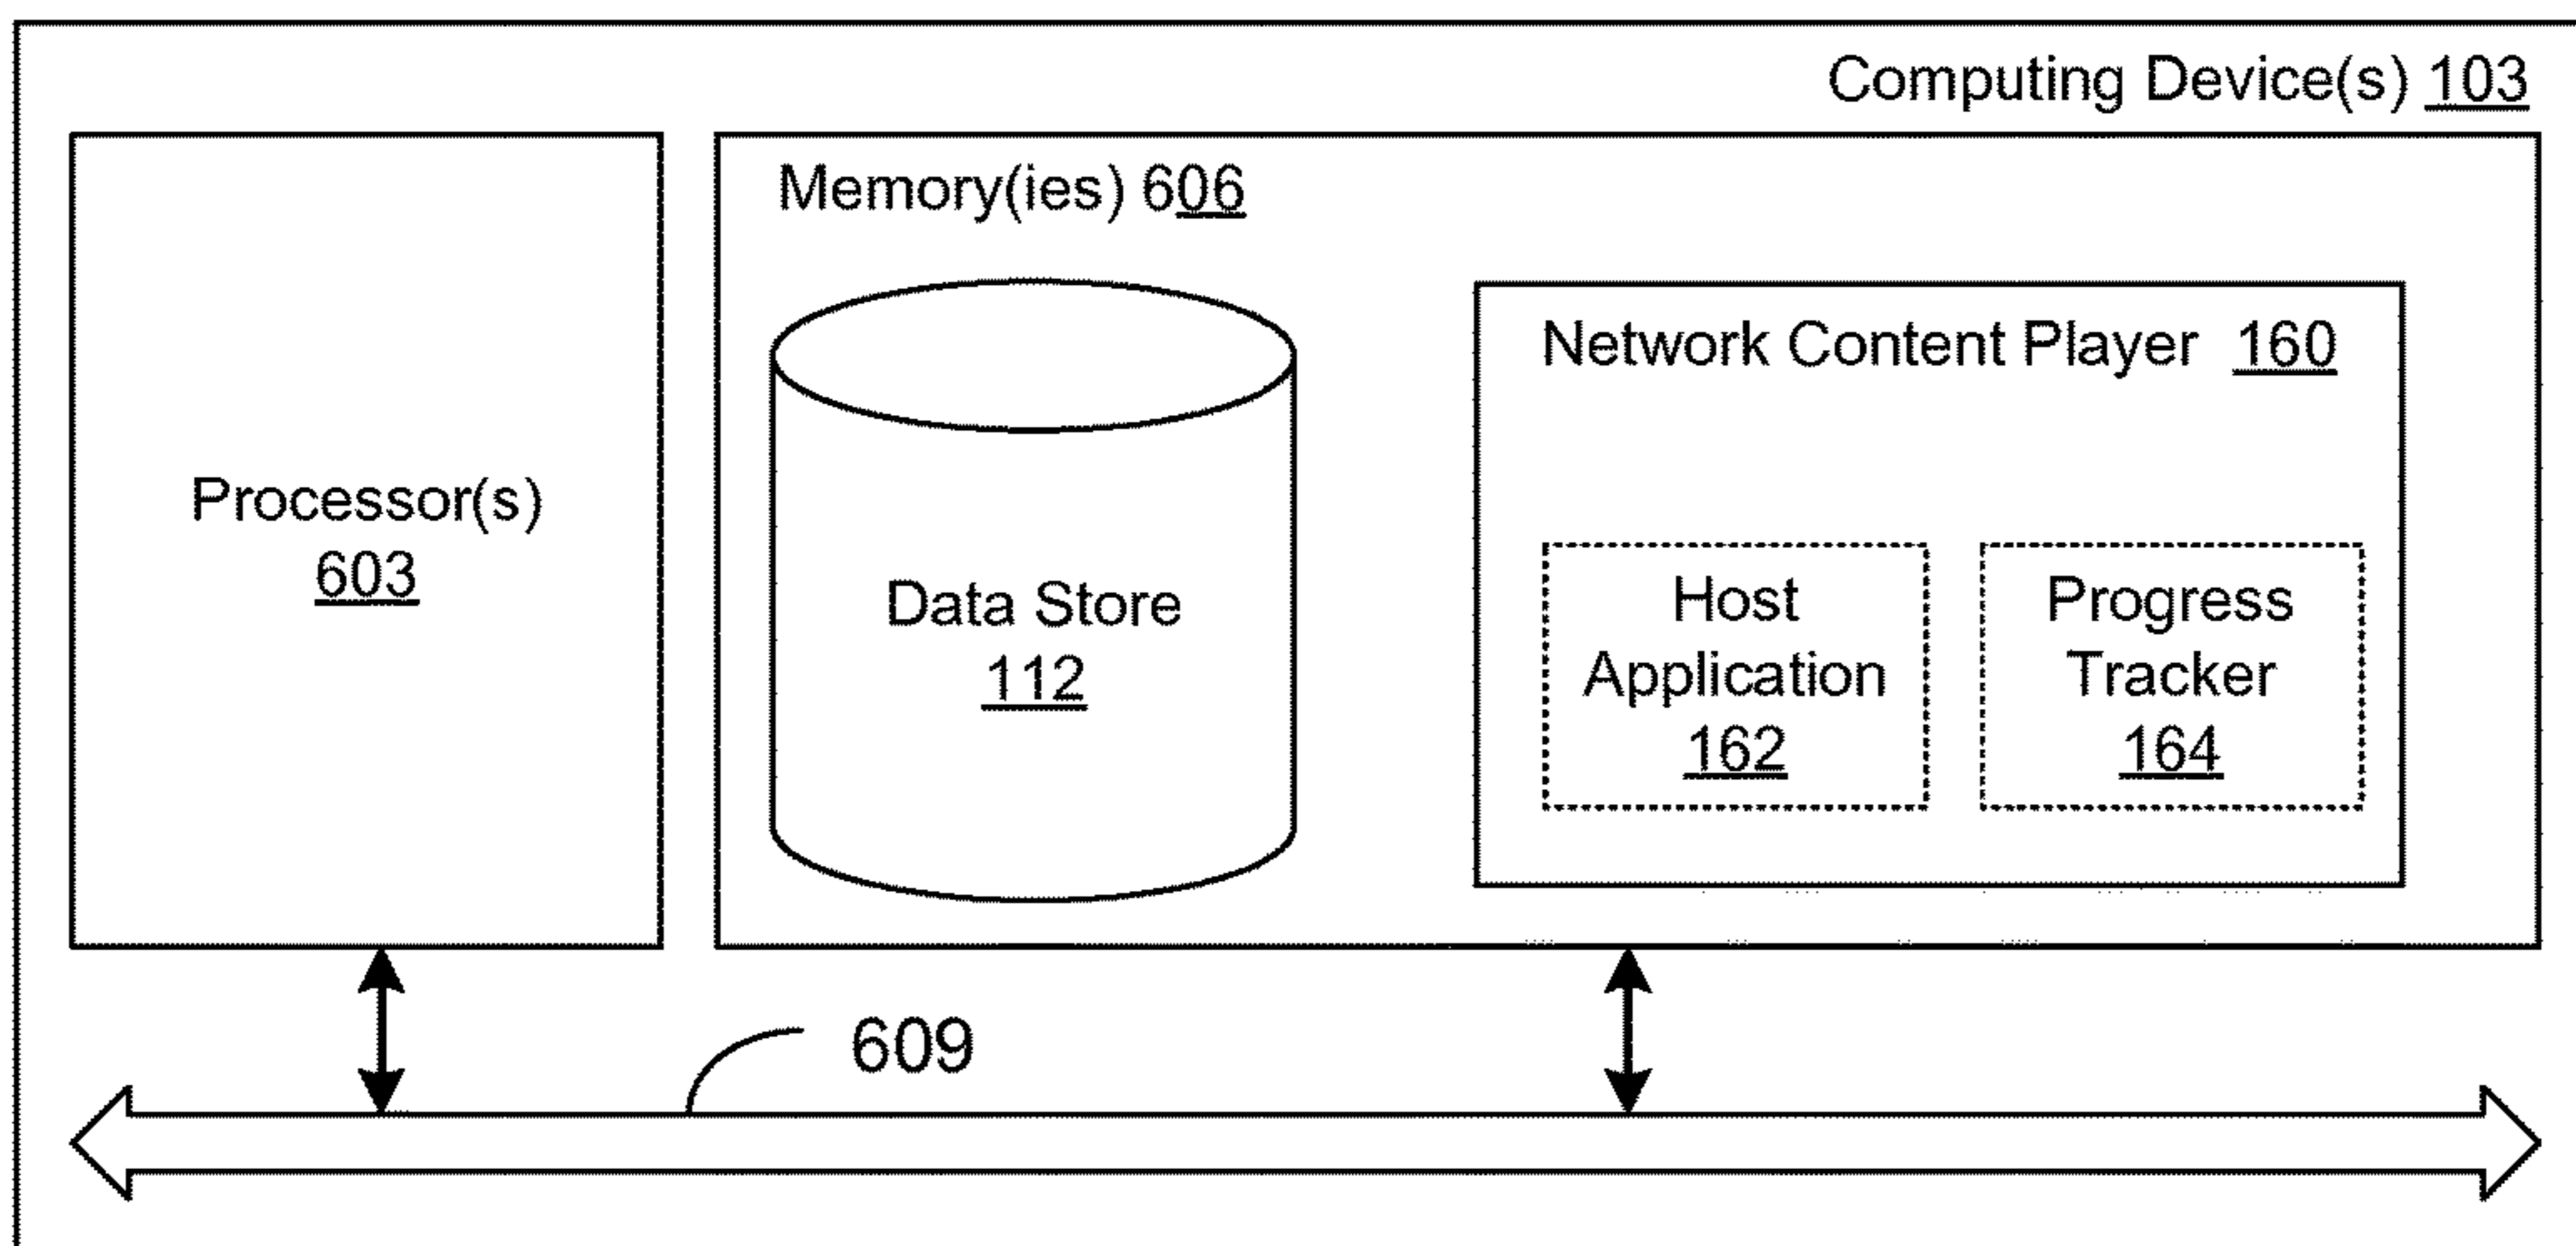 Computing Device(s) 103
Memory(ies) 606
Network Content Player 160
Processor(s)
603
Data Store
112
Host
Application
162
Progress
Tracker
164
609